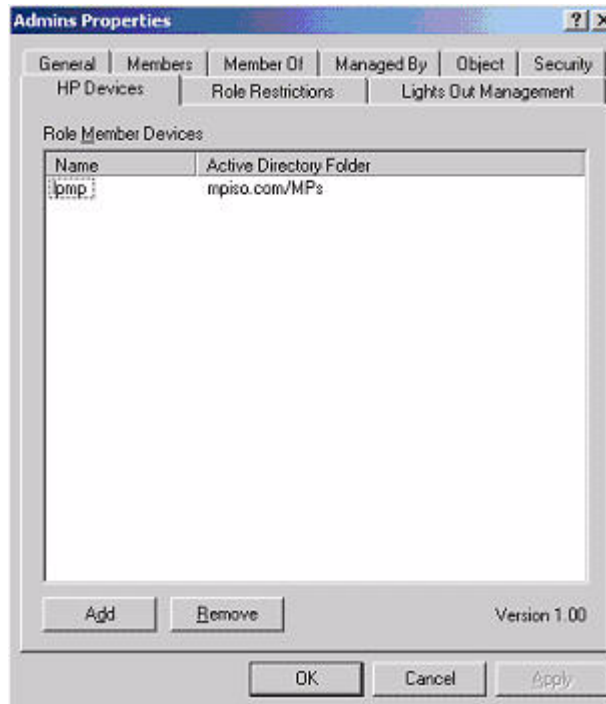 Admins Properties
General Members Member Of Managed By Object Security
HP Devices Role Restrictions Lights Out Management
Role Member Devices
Name Active Directory Folder
lpmp mpiso.com/MPs
Add Remove Version 1.00
OK Cancel Apply